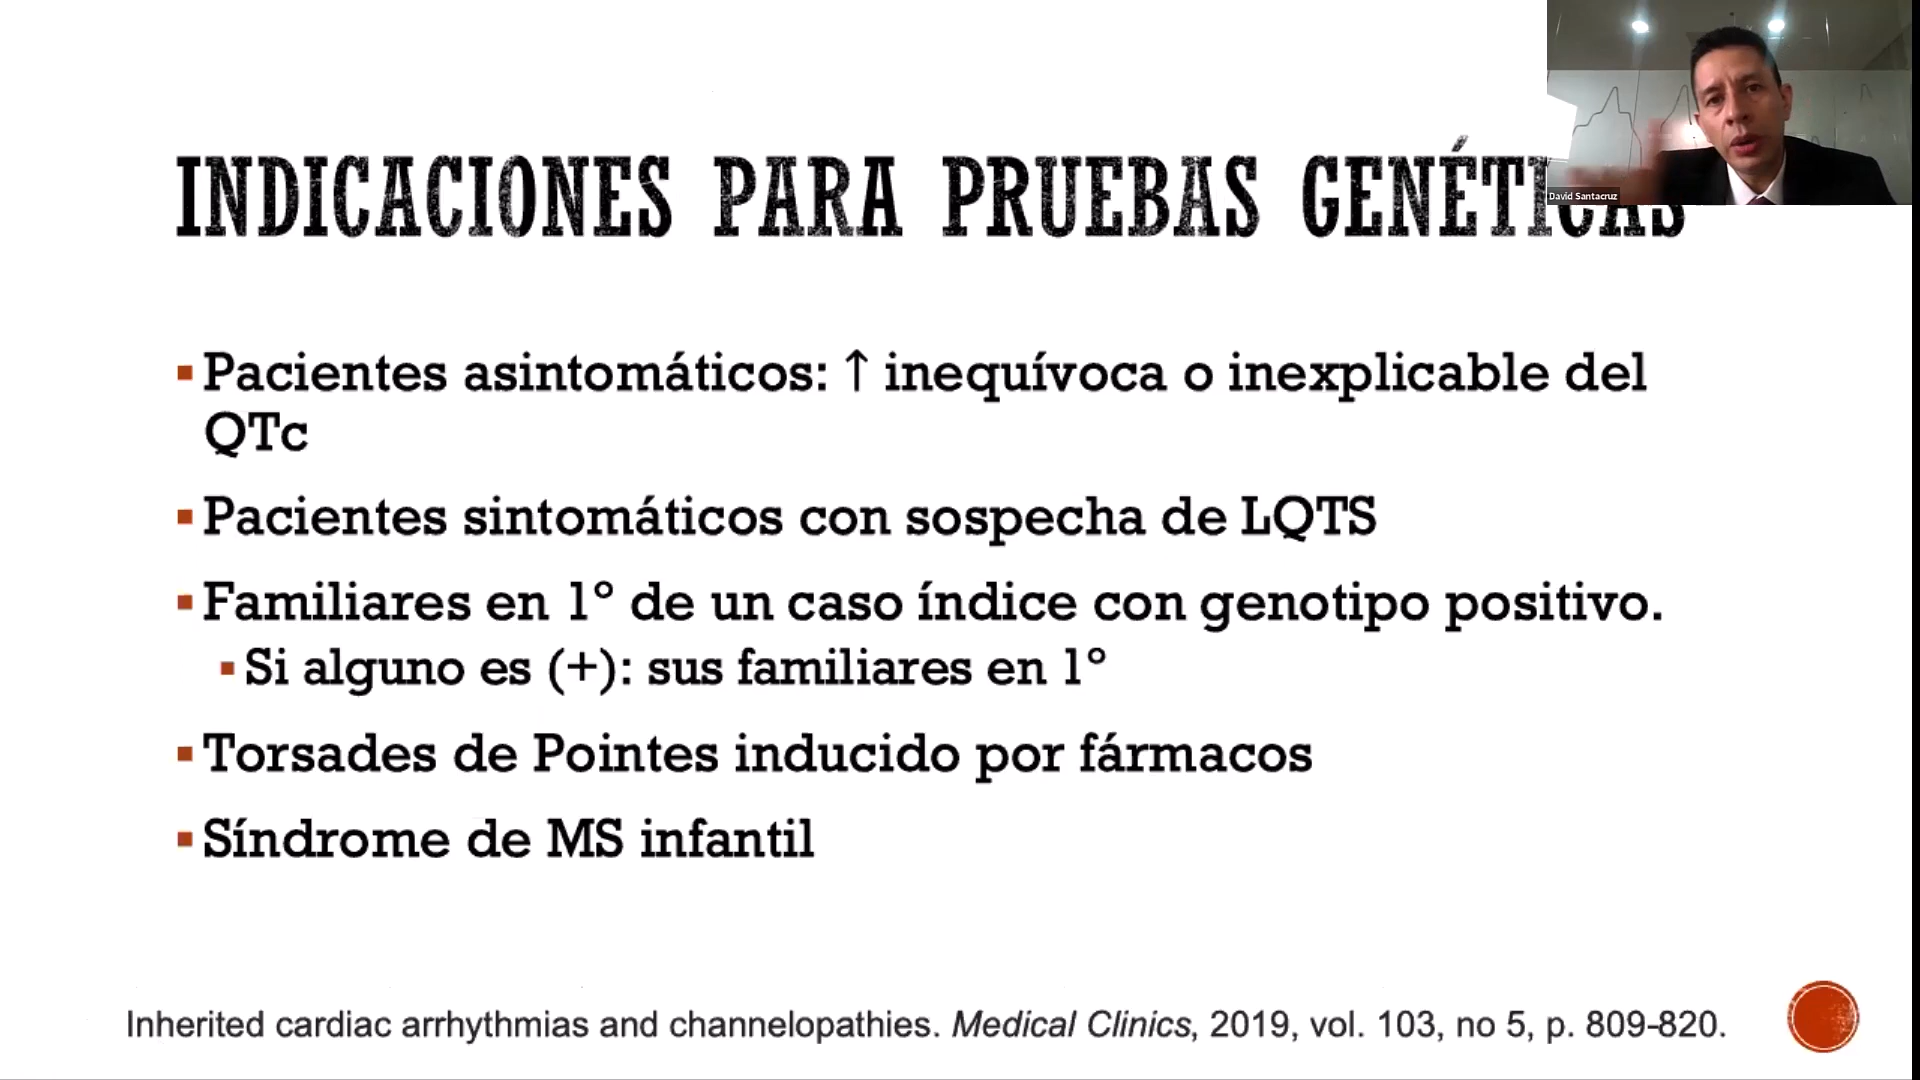 David Santacruz
INDICACIONES PARA PRUEBAS GENÉTICAS
▪ Pacientes asintomáticos: ↑ inequívoca o inexplicable del
QTc
▪ Pacientes sintomáticos con sospecha de LQTS
▪ Familiares en 1° de un caso índice con genotipo positivo.
▪ Si alguno es (+): sus familiares en 1°
▪ Torsades de Pointes inducido por fármacos
▪ Síndrome de MS infantil
Inherited cardiac arrhythmias and channelopathies. Medical Clinics, 2019, vol. 103, no 5, p. 809-820.